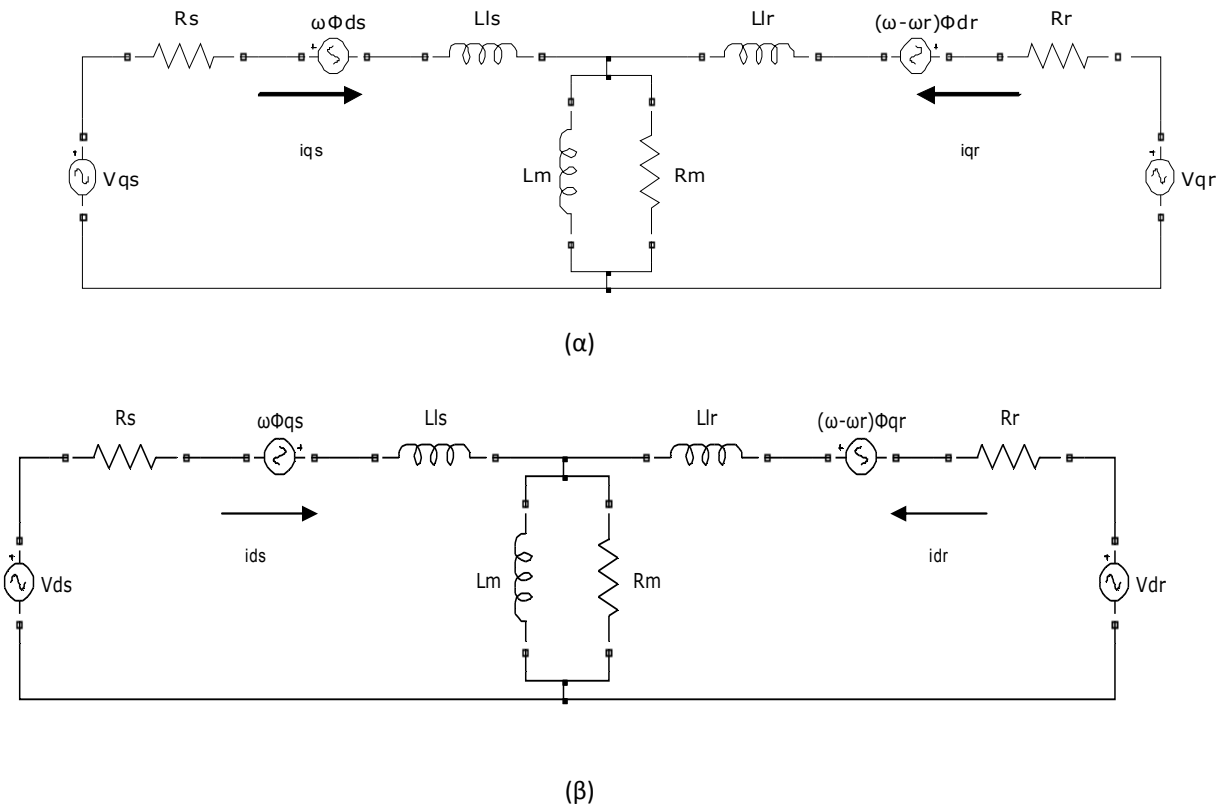 Rs ωΦds Lls Llr (ω-ωr)Φdr Rr
iqs iqr
Vqs Lm Rm Vqr
(α)
Rs ωΦqs Lls Llr (ω-ωr)Φqr Rr
ids idr
Vds Lm Rm Vdr
(β)